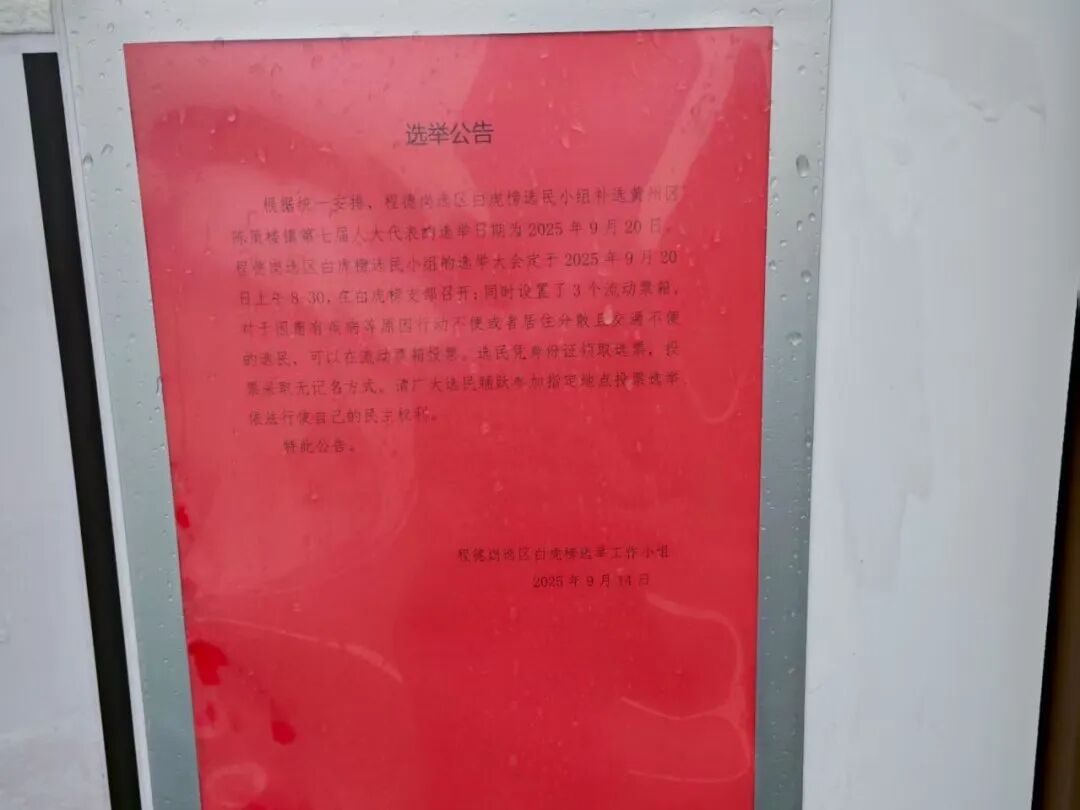 选举公告
根据统一安排，程德岗选区白虎榜选民小组补选黄州区
陈策楼镇第七届人大代表的选举日期为 2025 年 9 月 20 日。
程德岗选区白虎榜选民小组的选举大会定于 2025 年 9 月 20
日上午 8:30，在白虎榜支部召开；同时设置了 3 个流动票箱，
对于因患有疾病等原因行动不便或者居住分散且交通不便
的选民，可以在流动票箱投票。选民凭身份证领取选票，投
票采取无记名方式。请广大选民踊跃参加指定地点投票选举
依法行使自己的民主权利。
特此公告。
程德岗选区白虎榜选举工作小组
2025 年 9 月 14 日